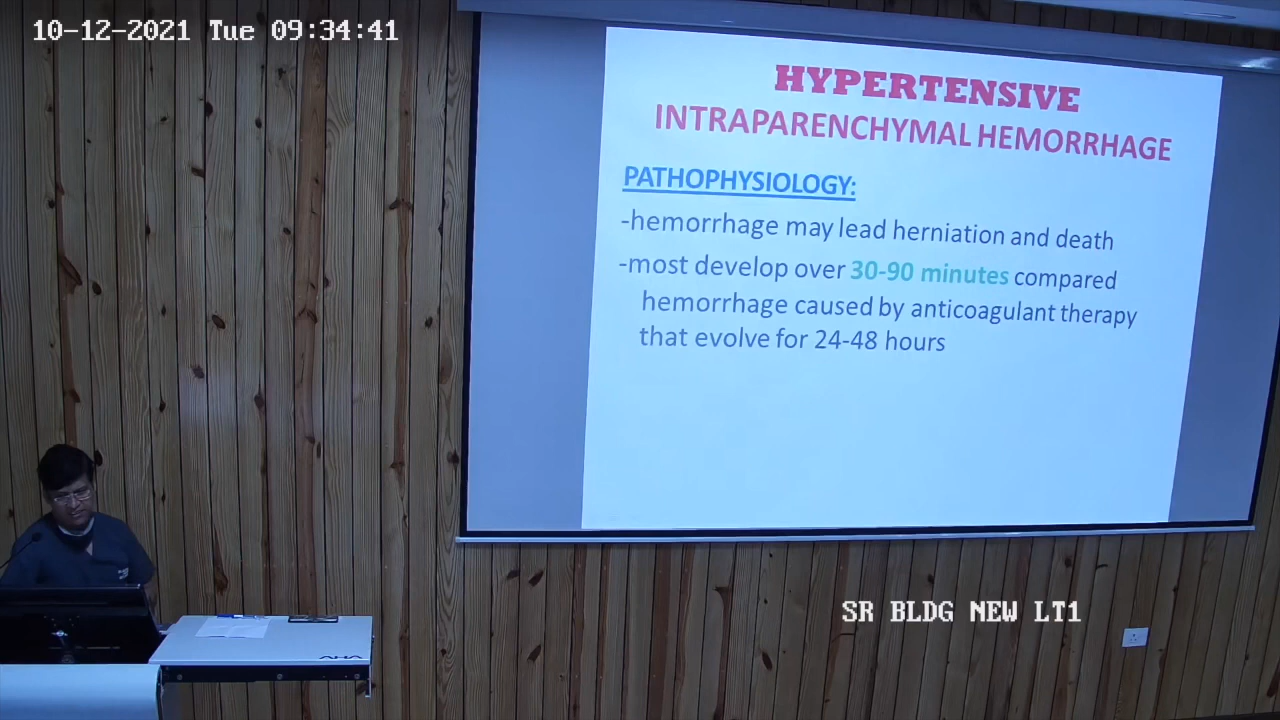 10-12-2021 Tue 09:34:41
HYPERTENSIVE
INTRAPARENCHYMAL HEMORRHAGE
PATHOPHYSIOLOGY:
-hemorrhage may lead herniation and death
-most develop over 30-90 minutes compared
hemorrhage caused by anticoagulant therapy
that evolve for 24-48 hours
AHA
SR BLDG NEW LT1